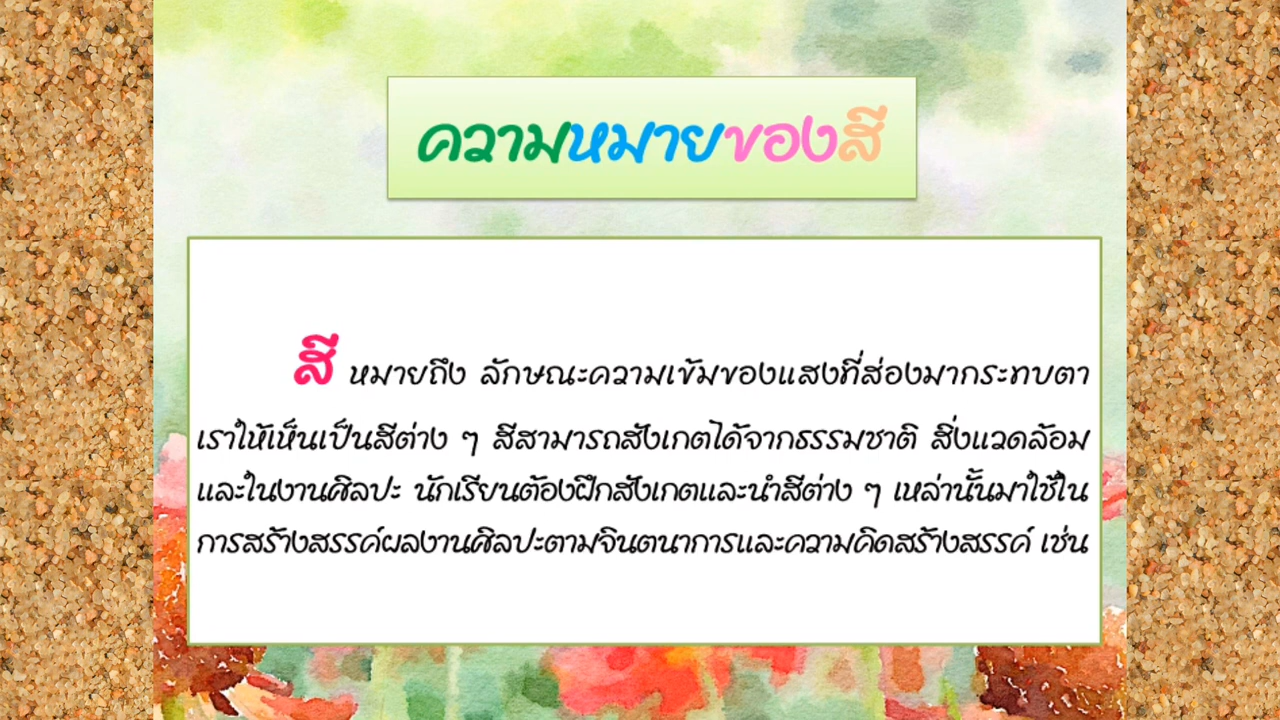 ความหมายของสี
สี หมายถึง ลักษณะความเข้มของแสงที่ส่องมากระทบตา
เราให้เห็นเป็นสีต่าง ๆ สีสามารถสังเกตได้จากธรรมชาติ สิ่งแวดล้อม
และในงานศิลปะ นักเรียนต้องฝึกสังเกตและนำสีต่าง ๆ เหล่านั้นมาใช้ใน
การสร้างสรรค์ผลงานศิลปะตามจินตนาการและความคิดสร้างสรรค์ เช่น